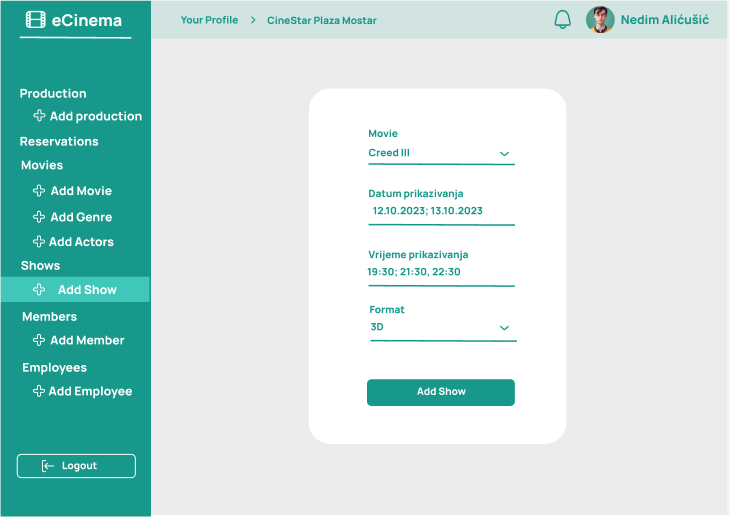 eCinema
Your Profile > CineStar Plaza Mostar
Nedim Alićušić
Production
Add production
Reservations
Movies
Add Movie
Add Genre
Add Actors
Shows
Add Show
Members
Add Member
Employees
Add Employee
Logout
Movie
Creed III
Datum prikazivanja
12.10.2023; 13.10.2023
Vrijeme prikazivanja
19:30; 21:30, 22:30
Format
3D
Add Show